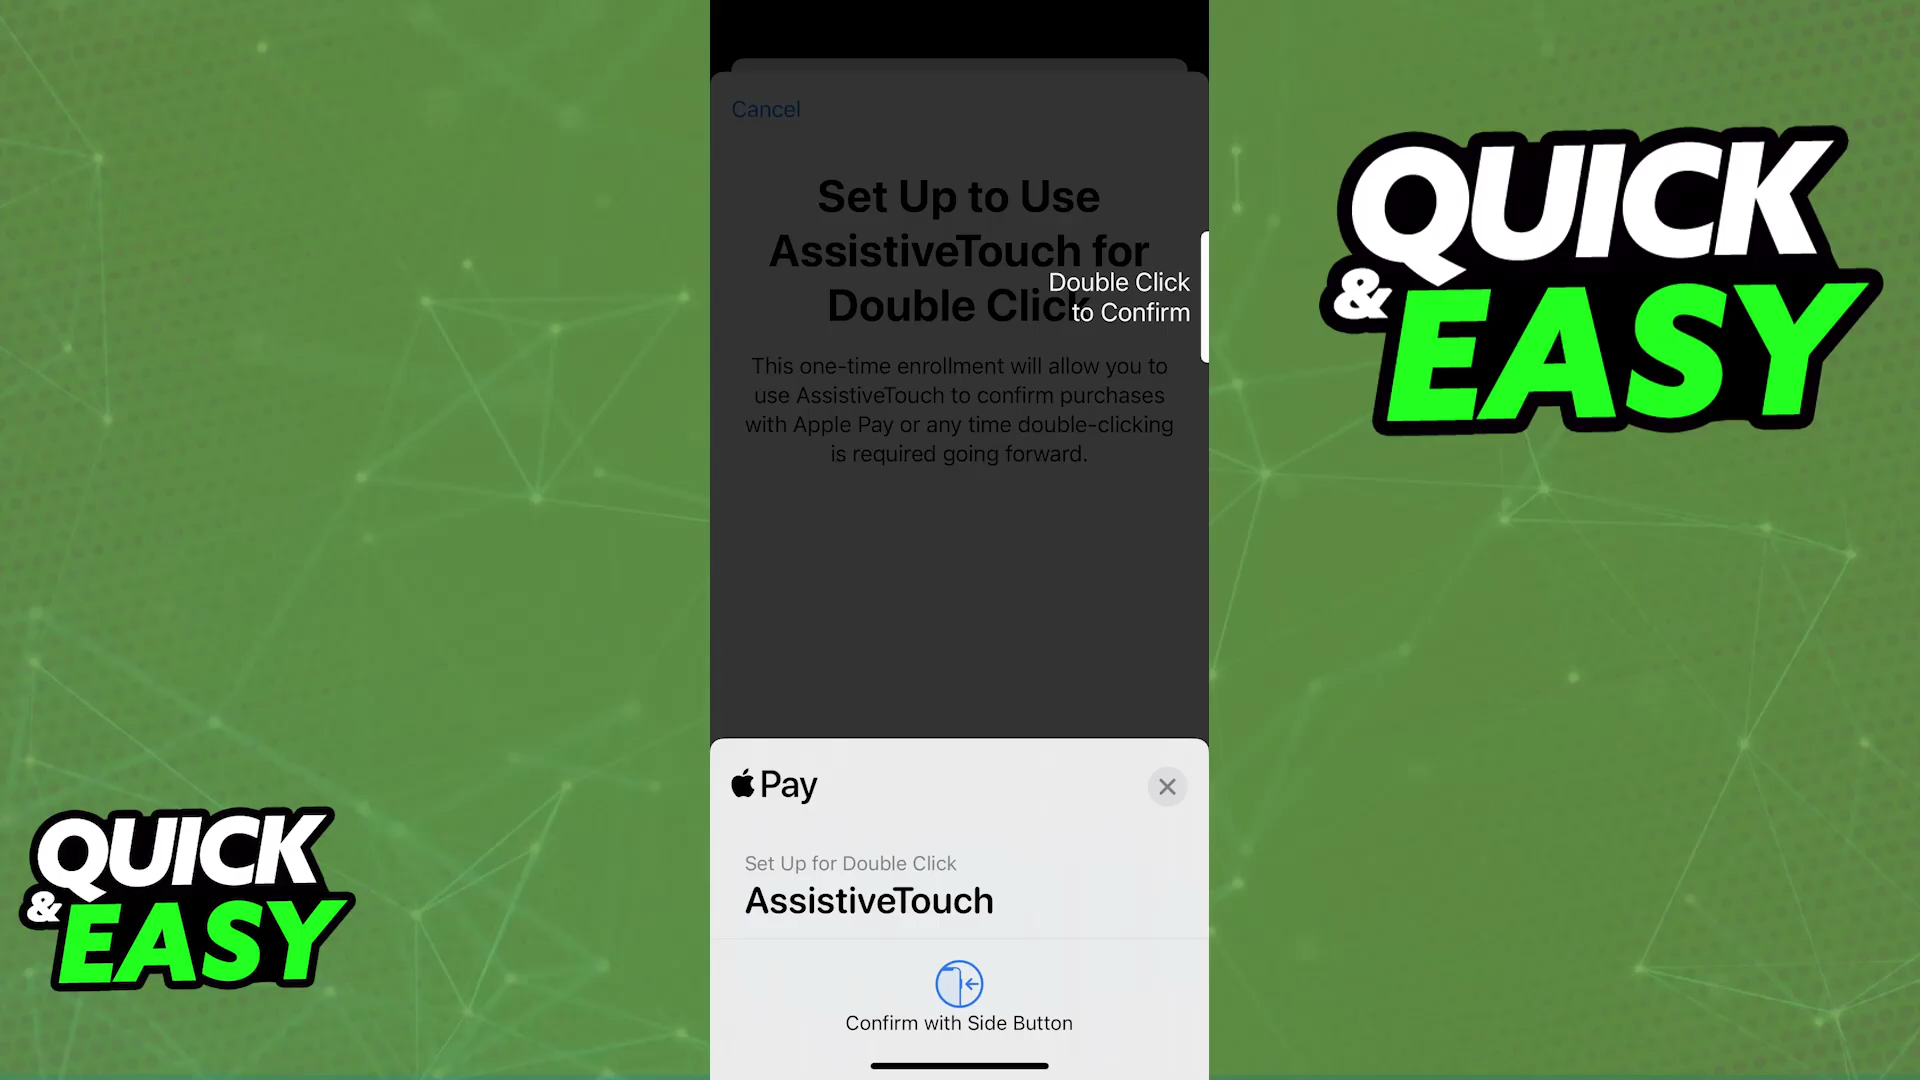 Cancel
Set Up to Use
AssistiveTouch for
Double Click
Double Click
to Confirm
This one-time enrollment will allow you to
use AssistiveTouch to confirm purchases
with Apple Pay or any time double-clicking
is required going forward.
Pay
Set Up for Double Click
AssistiveTouch
Confirm with Side Button
QUICK
& EASY
QUICK
& EASY